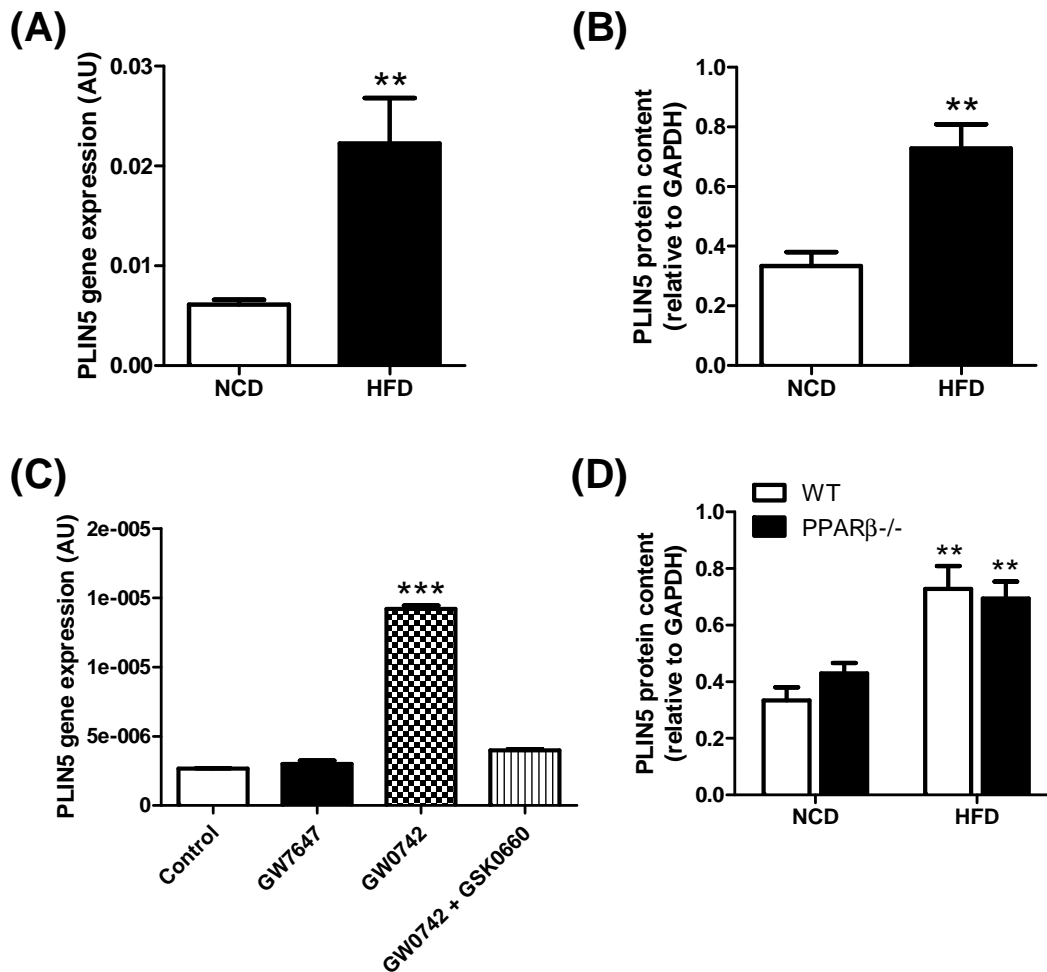 (A)
PLIN5 gene expression (AU)
0.03
0.02
0.01
0.00
**
NCD HFD
(B)
PLIN5 protein content
(relative to GAPDH)
1.0
0.8
0.6
0.4
0.2
0.0
**
NCD HFD
(C)
PLIN5 gene expression (AU)
2e-005
1e-005
1e-005
5e-006
0
***
Control
GW7647
GW0742
GW0742 + GSK0660
(D)
WT
PPARβ-/-
PLIN5 protein content
(relative to GAPDH)
1.0
0.8
0.6
0.4
0.2
0.0
** **
NCD HFD